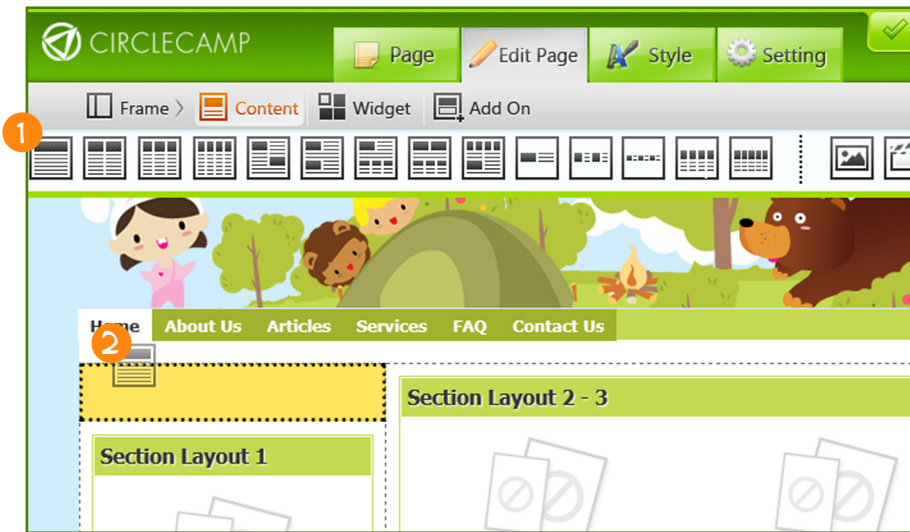 CIRCLECAMP
Page Edit Page Style Setting
Frame Content Widget Add On
1
Home About Us Articles Services FAQ Contact Us
2
Section Layout 2 - 3
Section Layout 1